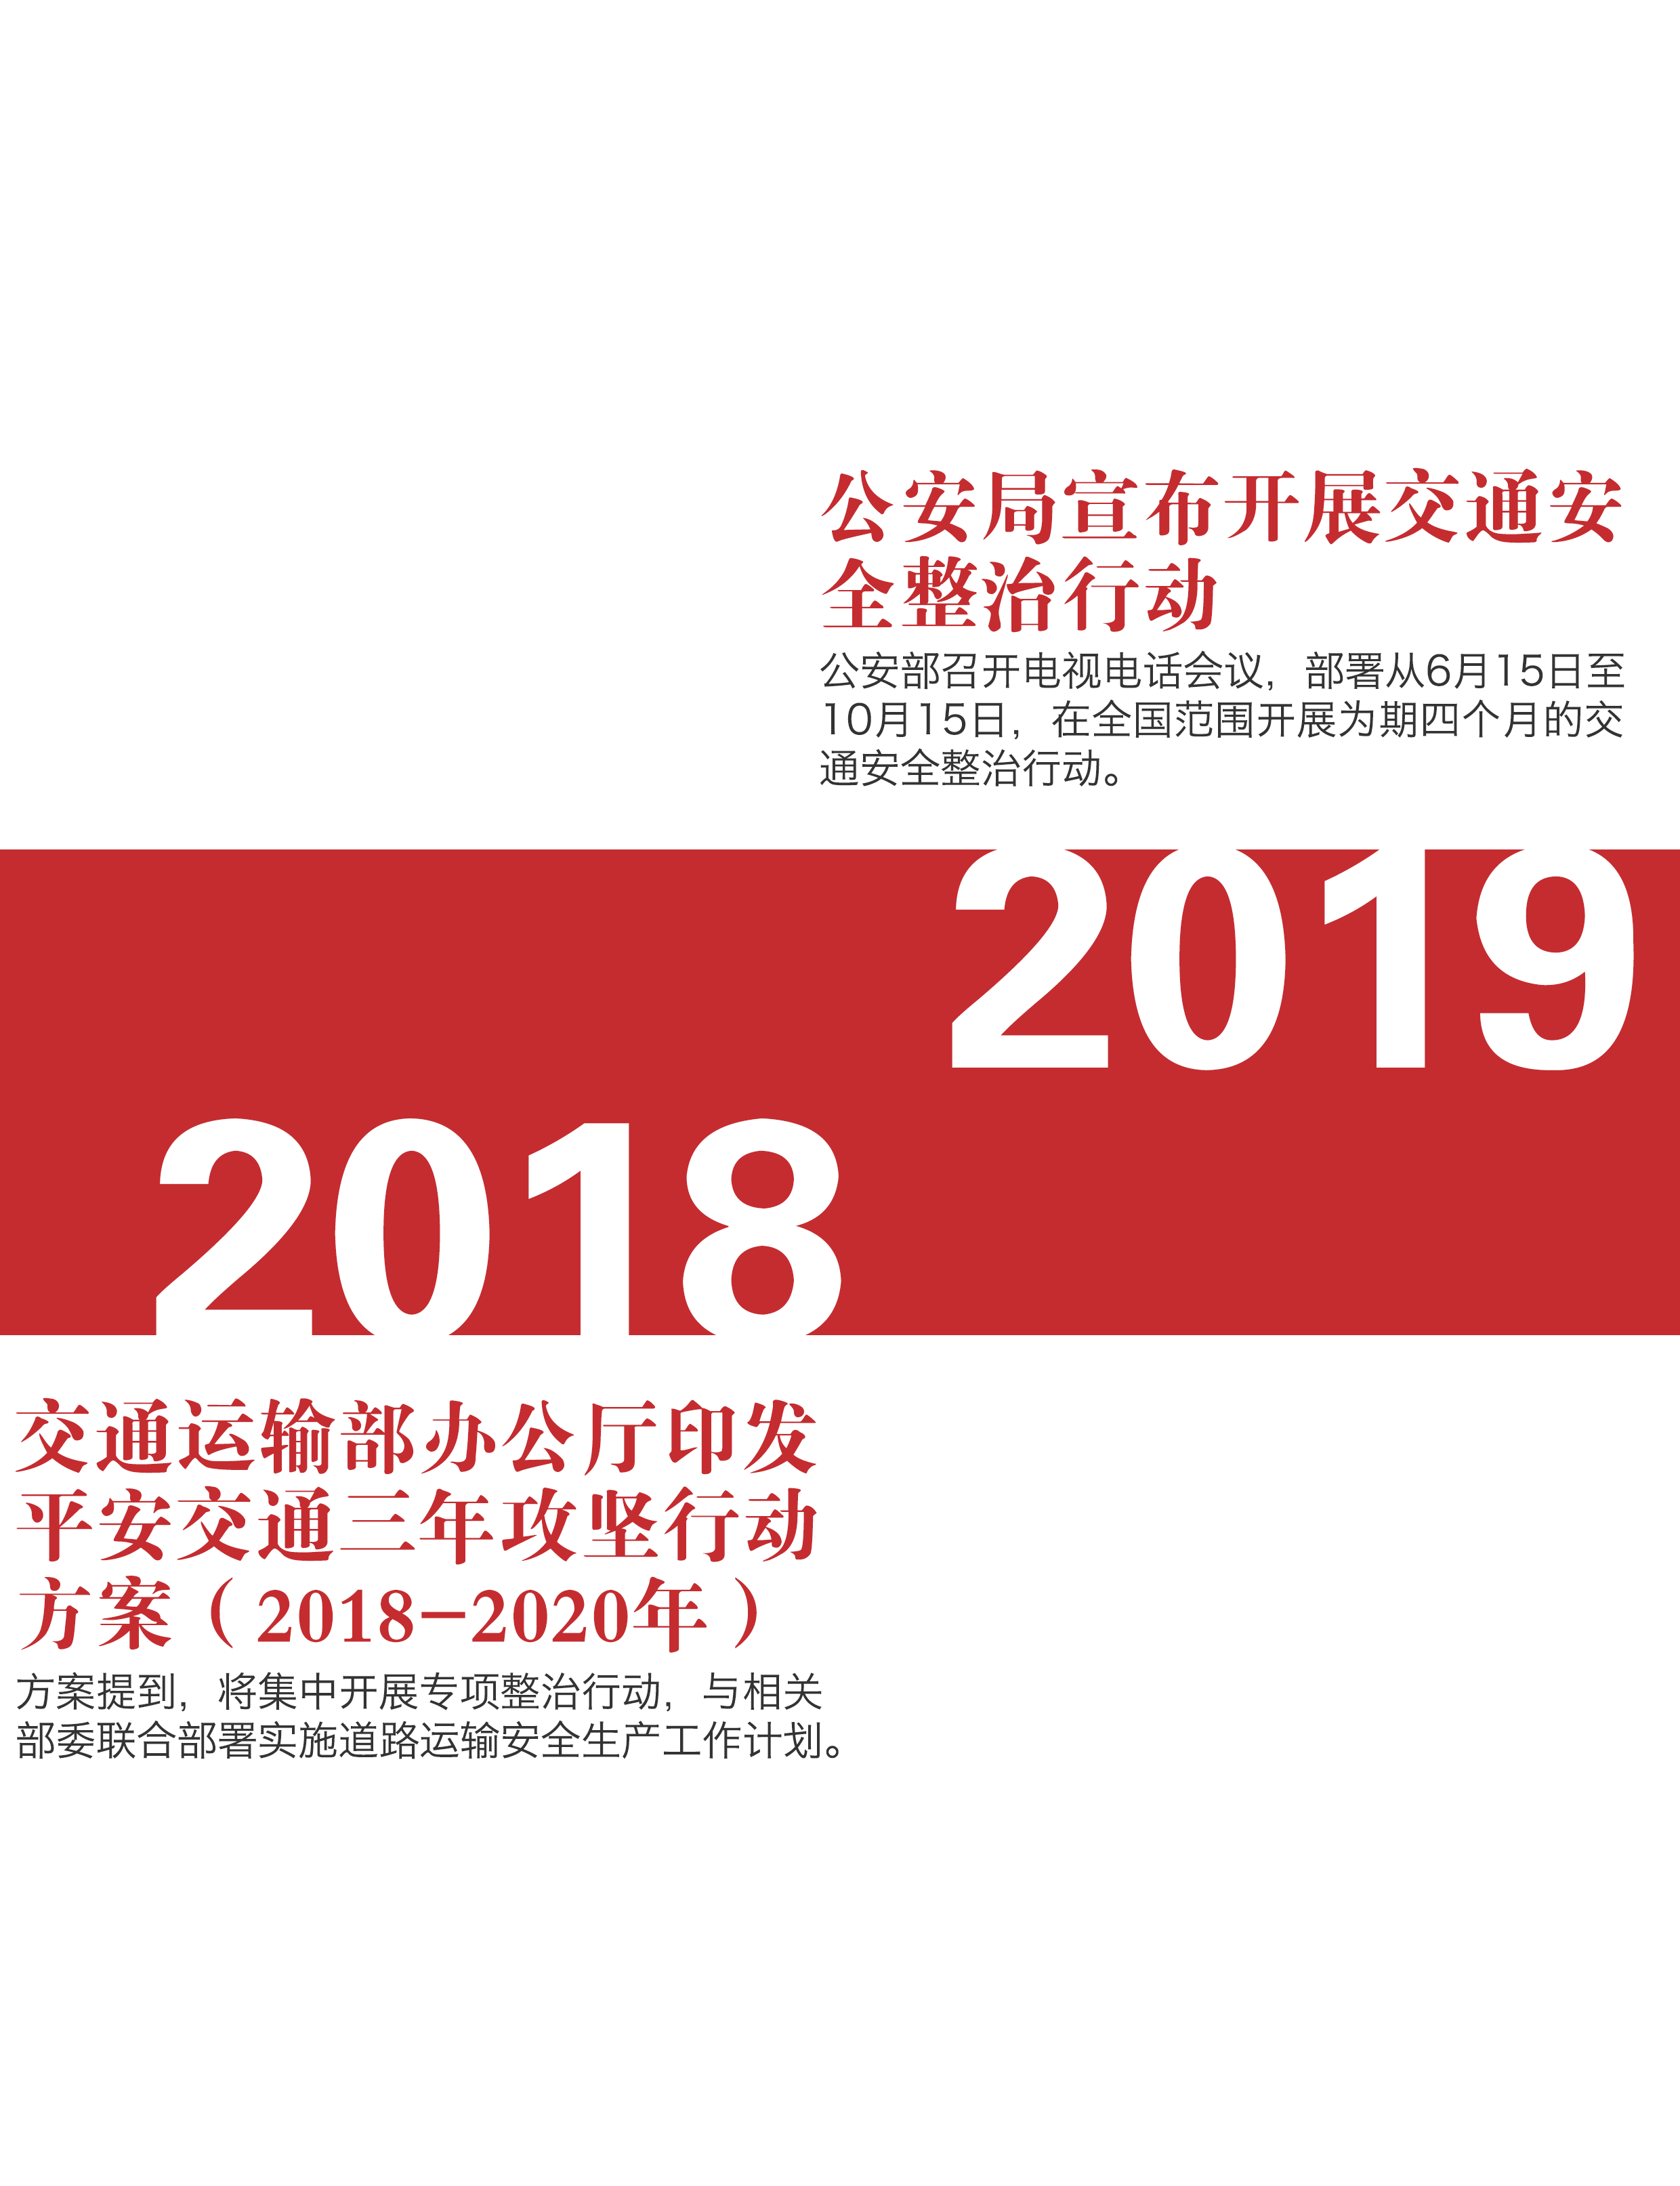 公安局宣布开展交通安
全整治行动
公安部召开电视电话会议，部署从6月15日至
10月15日，在全国范围开展为期四个月的交
通安全整治行动。
2019
2018
交通运输部办公厅印发
平安交通三年攻坚行动
方案（2018-2020年）
方案提到，将集中开展专项整治行动，与相关
部委联合部署实施道路运输安全生产工作计划。